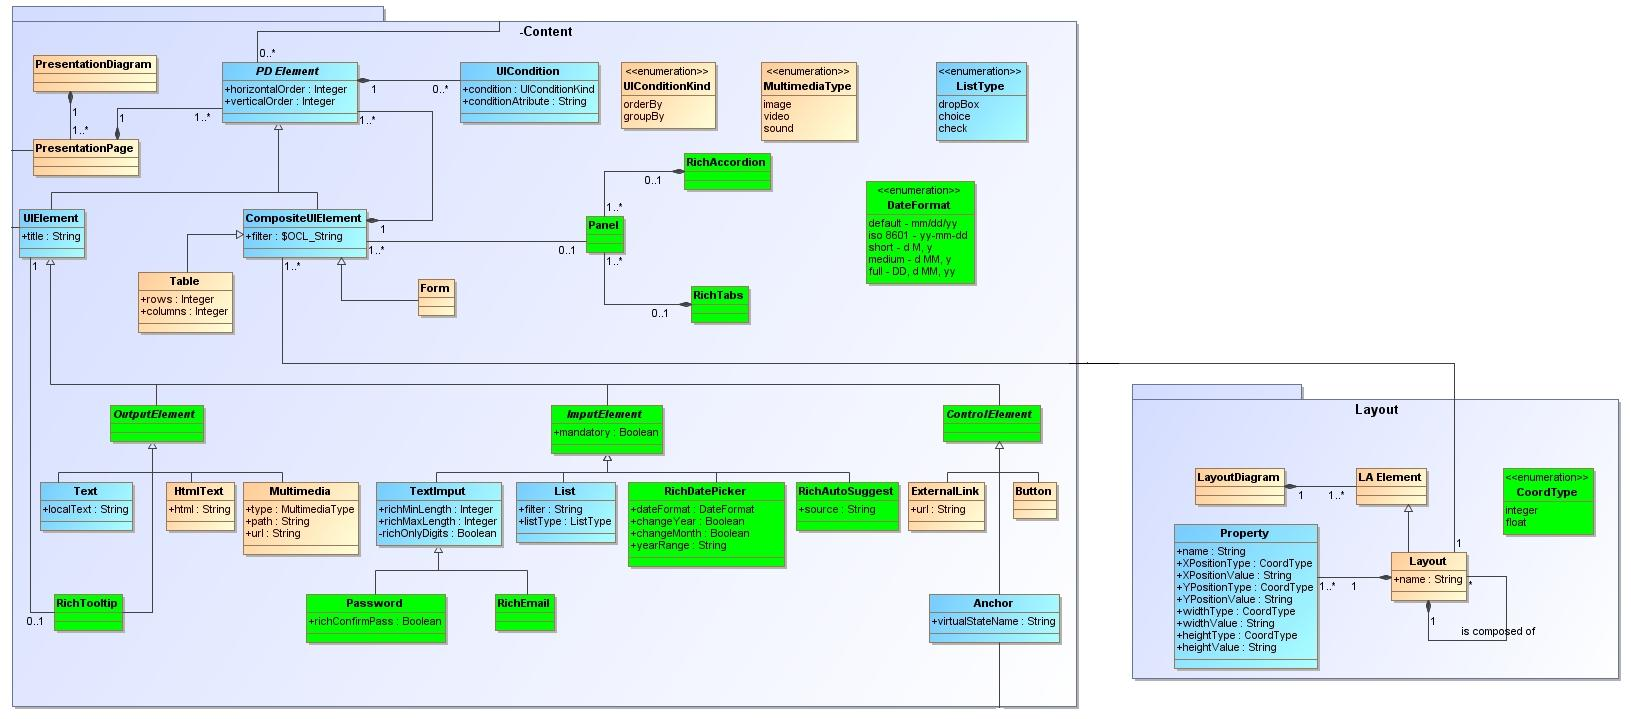 -Content
0..*
PresentationDiagram
1
1..*
PresentationPage
1
1..*
PD Element
+horizontalOrder : Integer
+verticalOrder : Integer
1
0..*
1..*
UICondition
+condition : UIConditionKind
+conditionAtribute : String
<<enumeration>>
UIConditionKind
orderBy
groupBy
<<enumeration>>
MultimediaType
image
video
sound
<<enumeration>>
ListType
dropBox
choice
check
RichAccordion
0..1
1..*
Panel
1..*
0..1
RichTabs
0..1
<<enumeration>>
DateFormat
default - mm/dd/yy
iso 8601 - yy-mm-dd
short - d M, y
medium - d MM, y
full - DD, d MM, yy
UIElement
+title : String
1
CompositeUIElement
+filter : $OCL_String
1
1..*
1..*
Table
+rows : Integer
+columns : Integer
Form
OutputElement
ImputElement
+mandatory : Boolean
ControlElement
Text
+localText : String
HtmlText
+html : String
Multimedia
+type : MultimediaType
+path : String
+url : String
TextImput
+richMinLength : Integer
+richMaxLength : Integer
-richOnlyDigits : Boolean
List
+filter : String
+listType : ListType
RichDatePicker
+dateFormat : DateFormat
+changeYear : Boolean
+changeMonth : Boolean
+yearRange : String
RichAutoSuggest
+source : String
ExternalLink
+url : String
Button
RichTooltip
0..1
Password
+richConfirmPass : Boolean
RichEmail
Anchor
+virtualStateName : String
Layout
LayoutDiagram
1
1..*
LA Element
<<enumeration>>
CoordType
integer
float
Property
+name : String
+XPositionType : CoordType
+XPositionValue : String
+YPositionType : CoordType
+YPositionValue : String
+widthType : CoordType
+widthValue : String
+heightType : CoordType
+heightValue : String
1..*
1
1
Layout
+name : String
*
1
is composed of